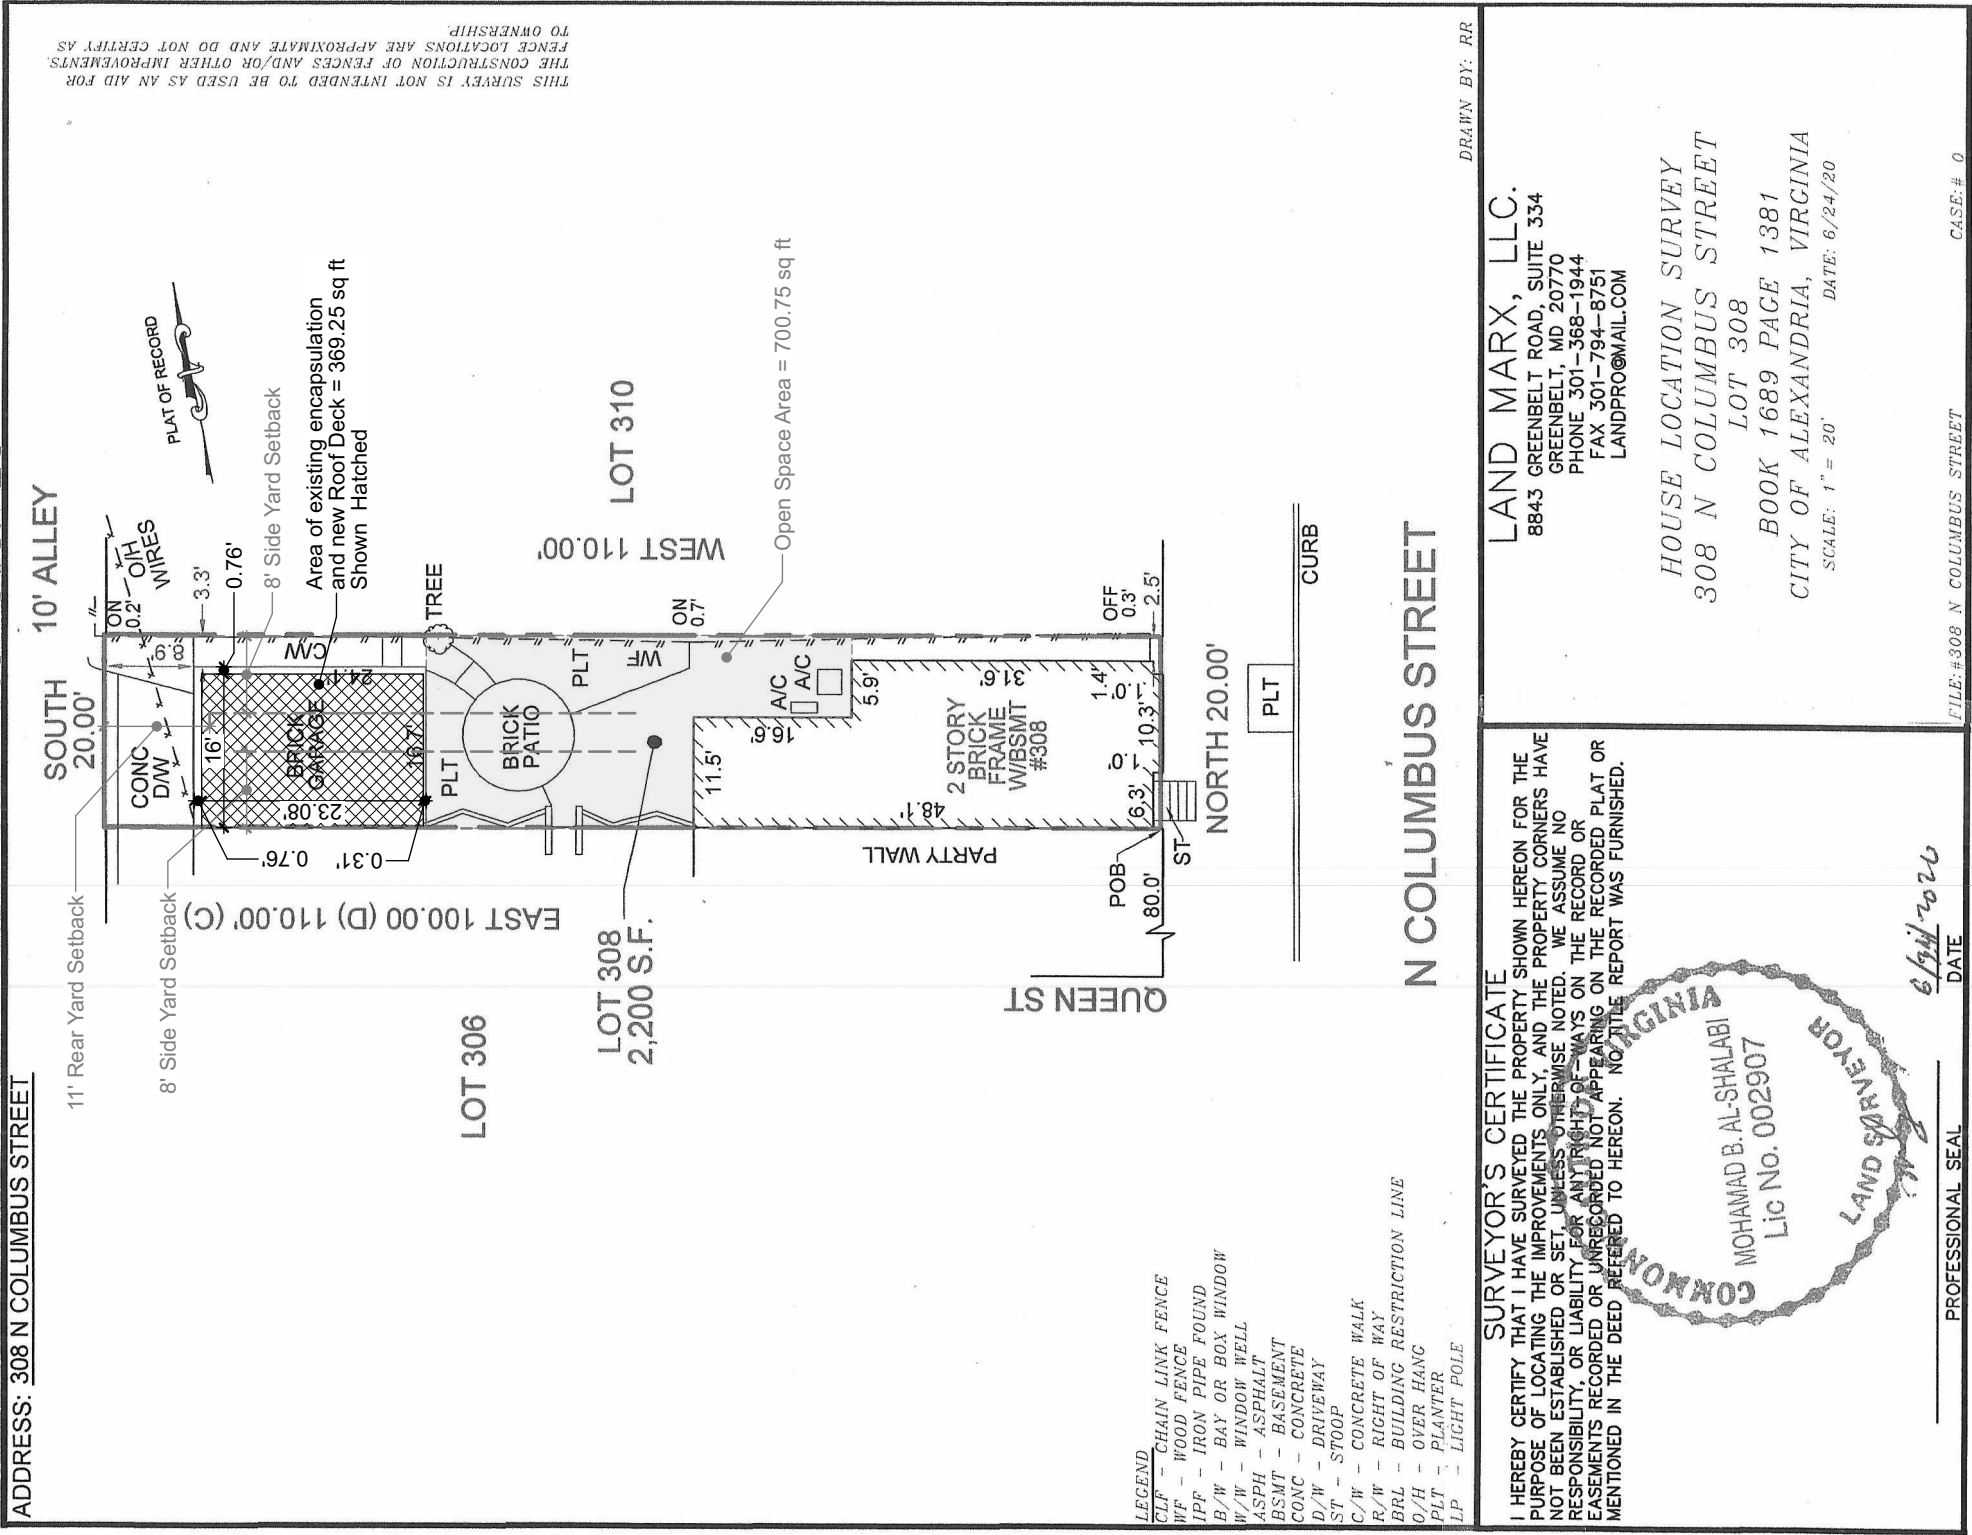 ADDRESS: 308 N COLUMBUS STREET
THIS SURVEY IS NOT INTENDED TO BE USED AS AN AID FOR
THE CONSTRUCTION OF FENCES AND/OR OTHER IMPROVEMENTS.
FENCE LOCATIONS ARE APPROXIMATE AND DO NOT CERTIFY AS
TO OWNERSHIP.
PLAT OF RECORD
10' ALLEY
SOUTH
20.00'
O/H
WIRES
ON
0.2'
3.3'
0.76'
8' Side Yard Setback
Area of existing encapsulation
and new Roof Deck = 369.25 sq ft
Shown Hatched
11' Rear Yard Setback
8' Side Yard Setback
CONC
D/W
8.9'
16'
C/W
24.1'
BRICK
GARAGE
16.7'
23.08'
0.76'
0.31'
TREE
PLT
BRICK
PATIO
PLT
WF
ON
0.7'
WEST 110.00'
LOT 310
Open Space Area = 700.75 sq ft
EAST 100.00 (D) 110.00' (C)
LOT 306
LOT 308
2,200 S.F.
A/C
A/C
11.5'
16.6'
5.9'
31.6'
2 STORY
BRICK
FRAME
W/BSMT
#308
48.1'
1.4'
1.0'
10.3'
1.0'
6.3'
OFF
0.3'
2.5'
PARTY WALL
POB
80.0'
ST
NORTH 20.00'
PLT
CURB
QUEEN ST
N COLUMBUS STREET
LEGEND
CLF - CHAIN LINK FENCE
WF - WOOD FENCE
IPF - IRON PIPE FOUND
B/W - BAY OR BOX WINDOW
W/W - WINDOW WELL
ASPH - ASPHALT
BSMT - BASEMENT
CONC - CONCRETE
D/W - DRIVEWAY
ST - STOOP
C/W - CONCRETE WALK
R/W - RIGHT OF WAY
BRL - BUILDING RESTRICTION LINE
O/H - OVER HANG
PLT - PLANTER
LP - LIGHT POLE
DRAWN BY: RR
SURVEYOR'S CERTIFICATE
I HEREBY CERTIFY THAT I HAVE SURVEYED THE PROPERTY SHOWN HEREON FOR THE
PURPOSE OF LOCATING THE IMPROVEMENTS ONLY, AND THE PROPERTY CORNERS HAVE
NOT BEEN ESTABLISHED OR SET, UNLESS OTHERWISE NOTED. WE ASSUME NO
RESPONSIBILITY, OR LIABILITY FOR ANY RIGHT-OF-WAYS ON THE RECORD OR
EASEMENTS RECORDED OR UNRECORDED NOT APPEARING ON THE RECORDED PLAT OR
MENTIONED IN THE DEED REFERED TO HEREON. NO TITLE REPORT WAS FURNISHED.
COMMONWEALTH OF VIRGINIA
MOHAMAD B. AL-SHALABI
Lic No. 002907
LAND SURVEYOR
PROFESSIONAL SEAL
6/24/2020
DATE
LAND MARX, LLC.
8843 GREENBELT ROAD, SUITE 334
GREENBELT, MD 20770
PHONE 301-368-1944
FAX 301-794-8751
LANDPRO@MAIL.COM
HOUSE LOCATION SURVEY
308 N COLUMBUS STREET
LOT 308
BOOK 1689 PAGE 1381
CITY OF ALEXANDRIA, VIRGINIA
SCALE: 1" = 20' DATE: 6/24/20
FILE:#308 N COLUMBUS STREET CASE:# 0